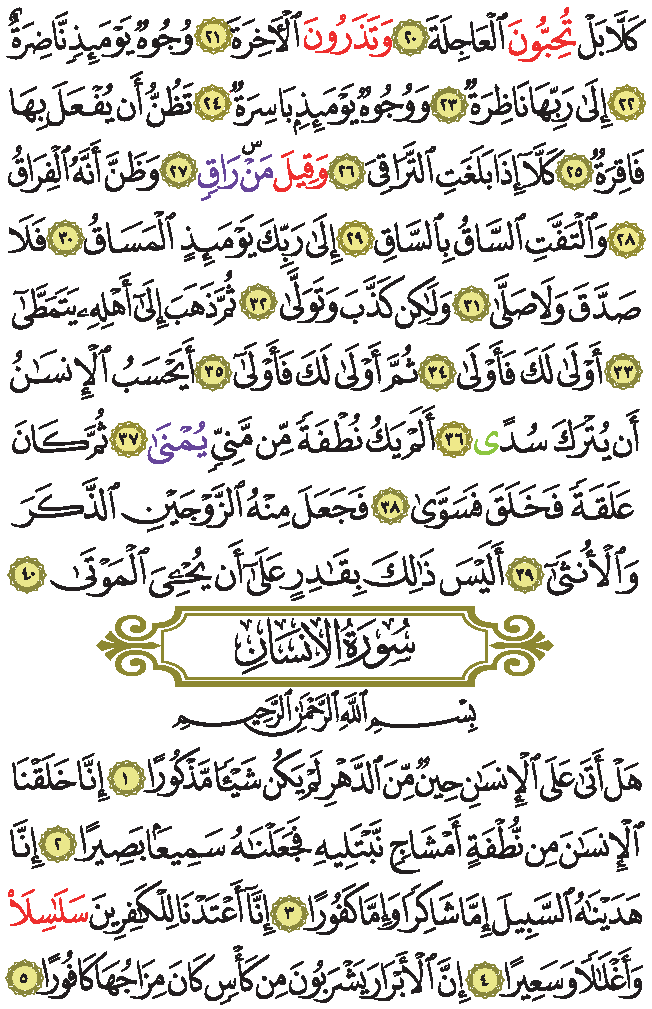 كَلَّا بَلْ تُحِبُّونَ ٱلْعَاجِلَةَ ٢٠ وَتَذَرُونَ ٱلْـَٔاخِرَةَ ٢١ وُجُوهٌ يَوْمَئِذٍ نَّاضِرَةٌ
٢٢ إِلَىٰ رَبِّهَا نَاظِرَةٌ ٢٣ وَوُجُوهٌ يَوْمَئِذٍۭ بَاسِرَةٌ ٢٤ تَظُنُّ أَن يُفْعَلَ بِهَا
فَاقِرَةٌ ٢٥ كَلَّآ إِذَا بَلَغَتِ ٱلتَّرَاقِيَ ٢٦ وَقِيلَ مَنْۜ رَاقٍ ٢٧ وَظَنَّ أَنَّهُ ٱلْفِرَاقُ
٢٨ وَٱلْتَفَّتِ ٱلسَّاقُ بِٱلسَّاقِ ٢٩ إِلَىٰ رَبِّكَ يَوْمَئِذٍ ٱلْمَسَاقُ ٣٠ فَلَا
صَدَّقَ وَلَا صَلَّىٰ ٣١ وَلَٰكِن كَذَّبَ وَتَوَلَّىٰ ٣٢ ثُمَّ ذَهَبَ إِلَىٰٓ أَهْلِهِۦ يَتَمَطَّىٰٓ
٣٣ أَوْلَىٰ لَكَ فَأَوْلَىٰ ٣٤ ثُمَّ أَوْلَىٰ لَكَ فَأَوْلَىٰٓ ٣٥ أَيَحْسَبُ ٱلْإِنسَٰنُ
أَن يُتْرَكَ سُدًى ٣٦ أَلَمْ يَكُ نُطْفَةً مِّن مَّنِىٍّ يُمْنَىٰ ٣٧ ثُمَّ كَانَ
عَلَقَةً فَخَلَقَ فَسَوَّىٰ ٣٨ فَجَعَلَ مِنْهُ ٱلزَّوْجَيْنِ ٱلذَّكَرَ
وَٱلْأُنثَىٰٓ ٣٩ أَلَيْسَ ذَٰلِكَ بِقَٰدِرٍ عَلَىٰٓ أَن يُحْـِۧىَ ٱلْمَوْتَىٰ ٤٠
سُورَةُ الإِنسَانِ
بِسْمِ ٱللَّهِ ٱلرَّحْمَٰنِ ٱلرَّحِيمِ
هَلْ أَتَىٰ عَلَى ٱلْإِنسَٰنِ حِينٌ مِّنَ ٱلدَّهْرِ لَمْ يَكُن شَيْـًٔا مَّذْكُورًا ١ إِنَّا خَلَقْنَا
ٱلْإِنسَٰنَ مِن نُّطْفَةٍ أَمْشَاجٍ نَّبْتَلِيهِ فَجَعَلْنَٰهُ سَمِيعًۢا بَصِيرًا ٢ إِنَّا
هَدَيْنَٰهُ ٱلسَّبِيلَ إِمَّا شَاكِرًا وَإِمَّا كَفُورًا ٣ إِنَّآ أَعْتَدْنَا لِلْكَٰفِرِينَ سَلَٰسِلَا۟
وَأَغْلَٰلًا وَسَعِيرًا ٤ إِنَّ ٱلْأَبْرَارَ يَشْرَبُونَ مِن كَأْسٍ كَانَ مِزَاجُهَا كَافُورًا ٥